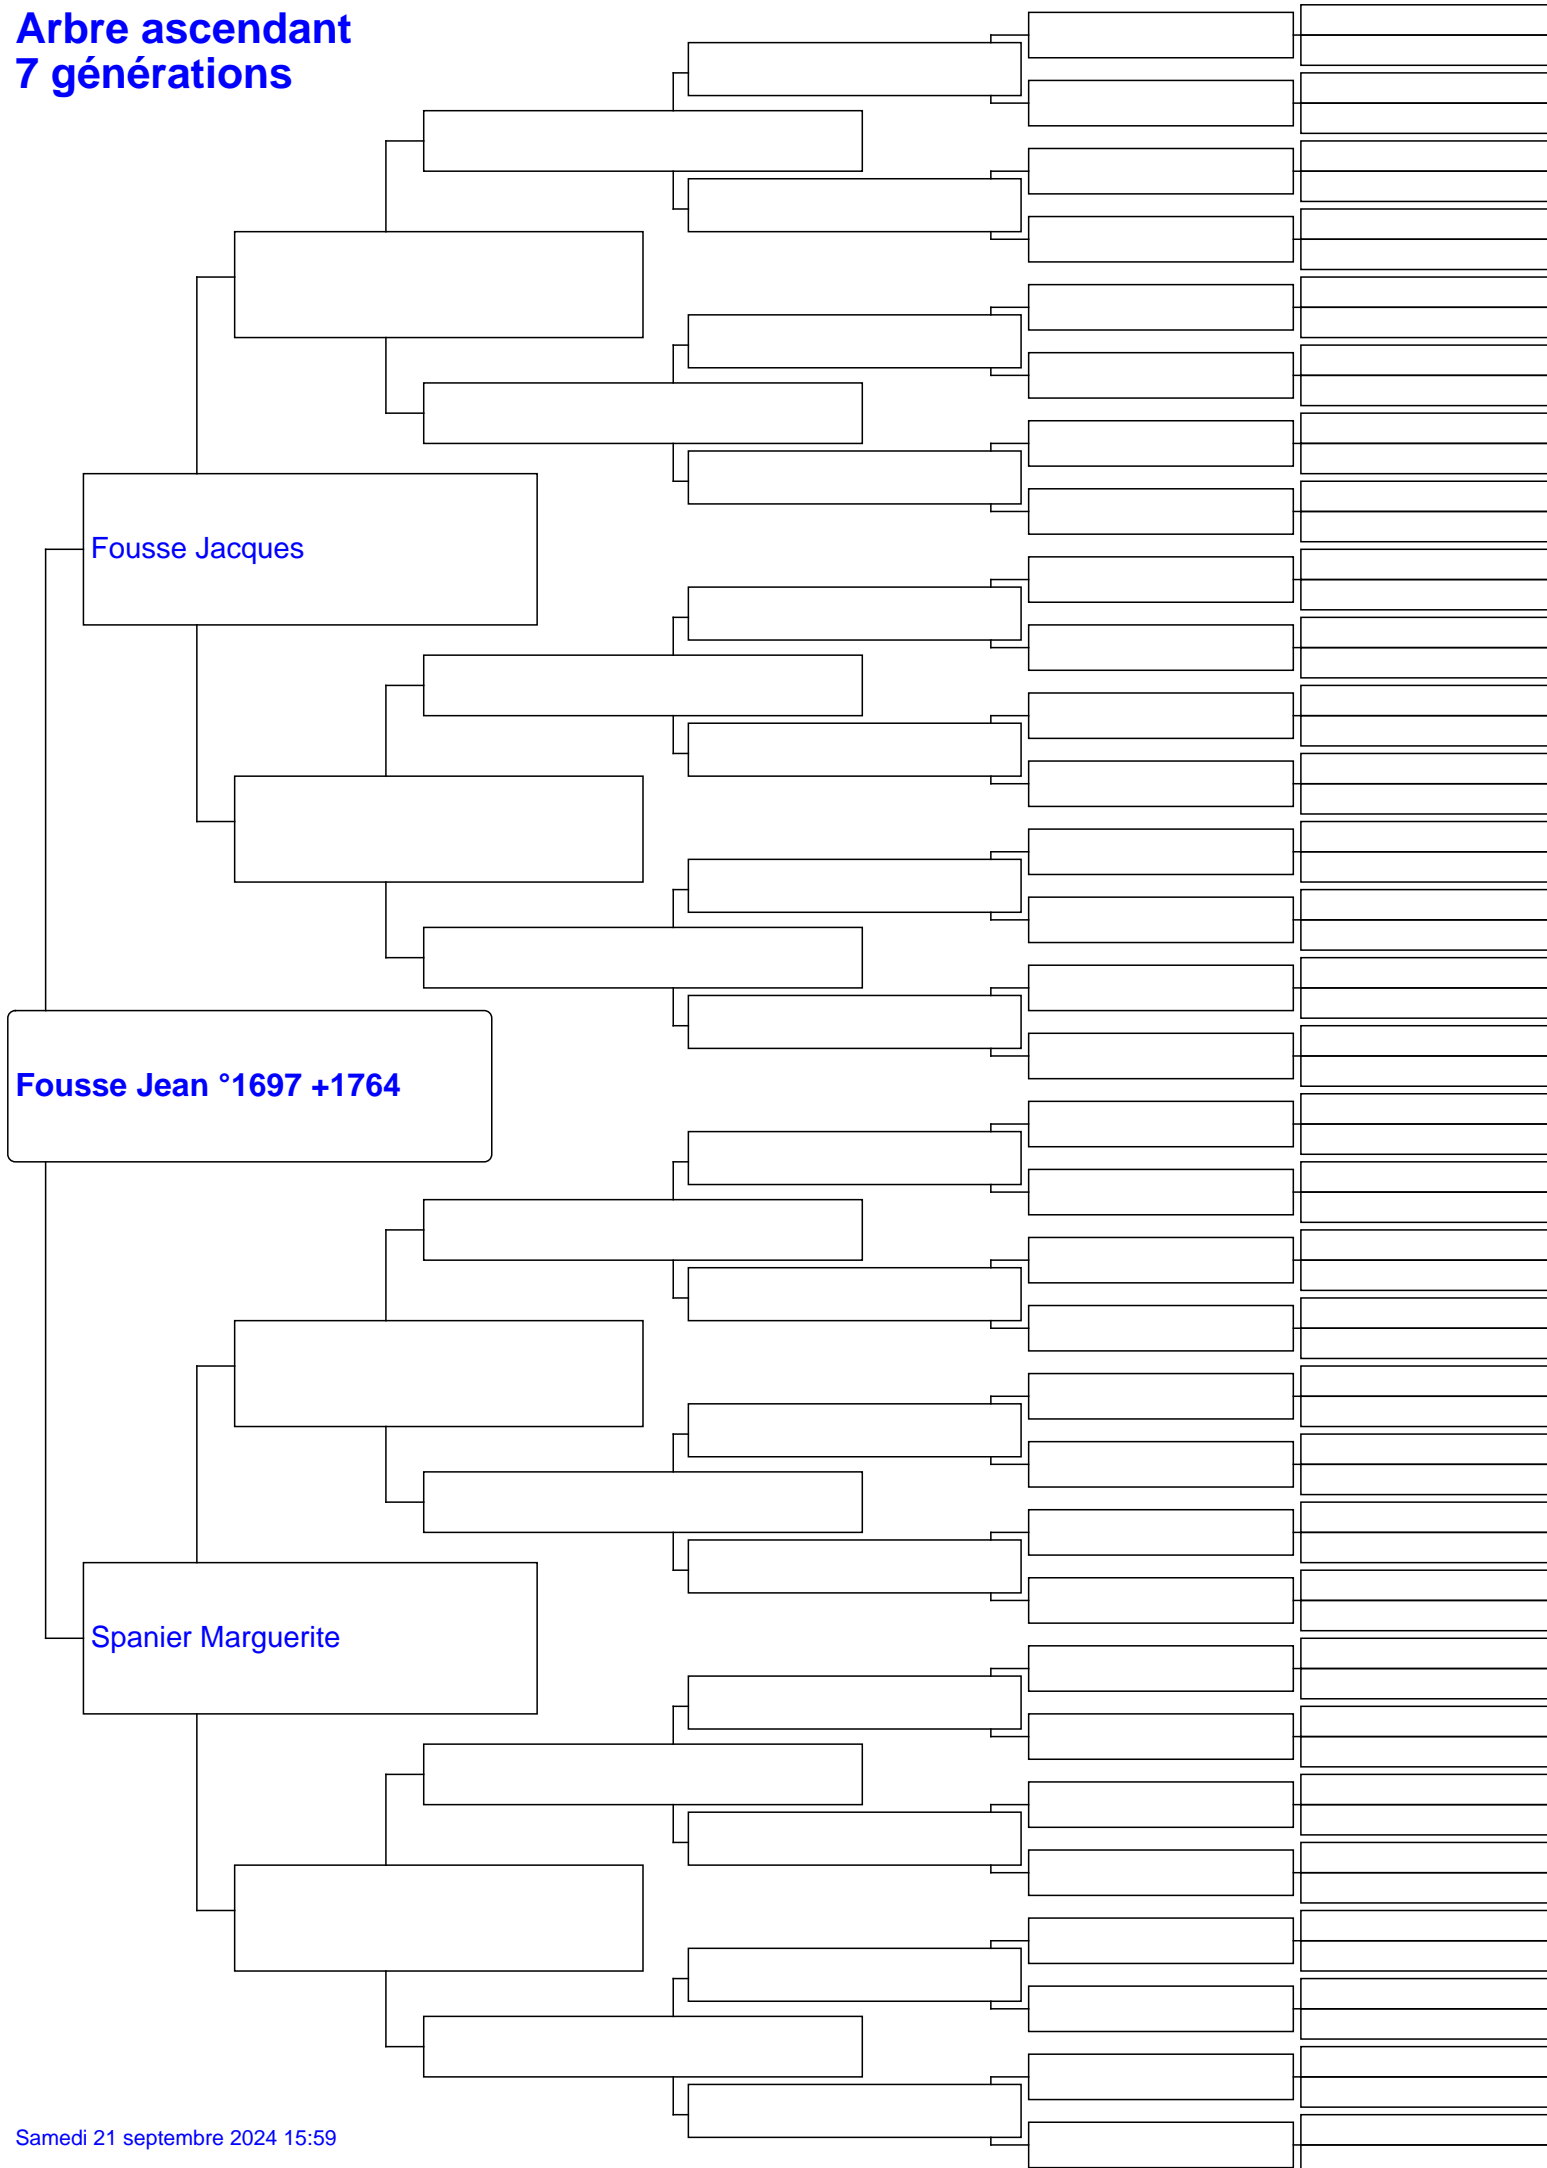 Arbre ascendant
7 générations
Fousse Jacques
Fousse Jean °1697 +1764
Spanier Marguerite
Samedi 21 septembre 2024 15:59